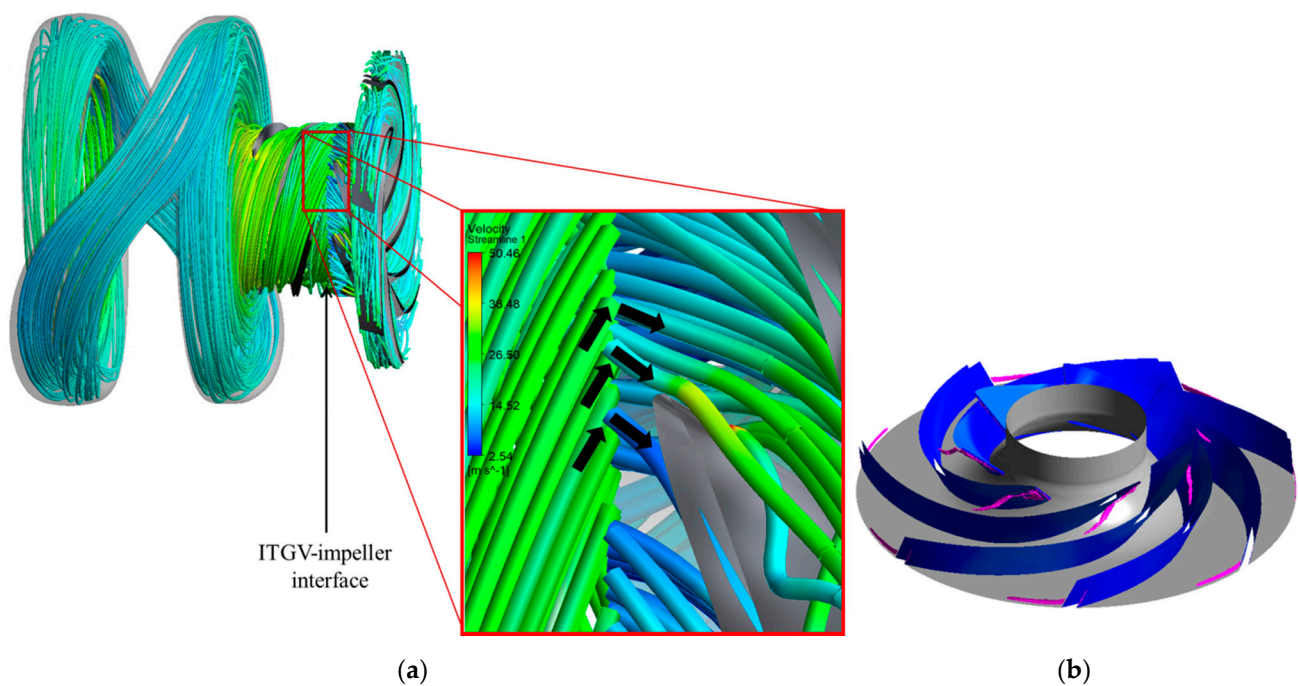 Velocity
Streamline 1
50.46
38.48
26.50
14.52
2.54
[m s^-1]
ITGV-impeller
interface
(a)
(b)